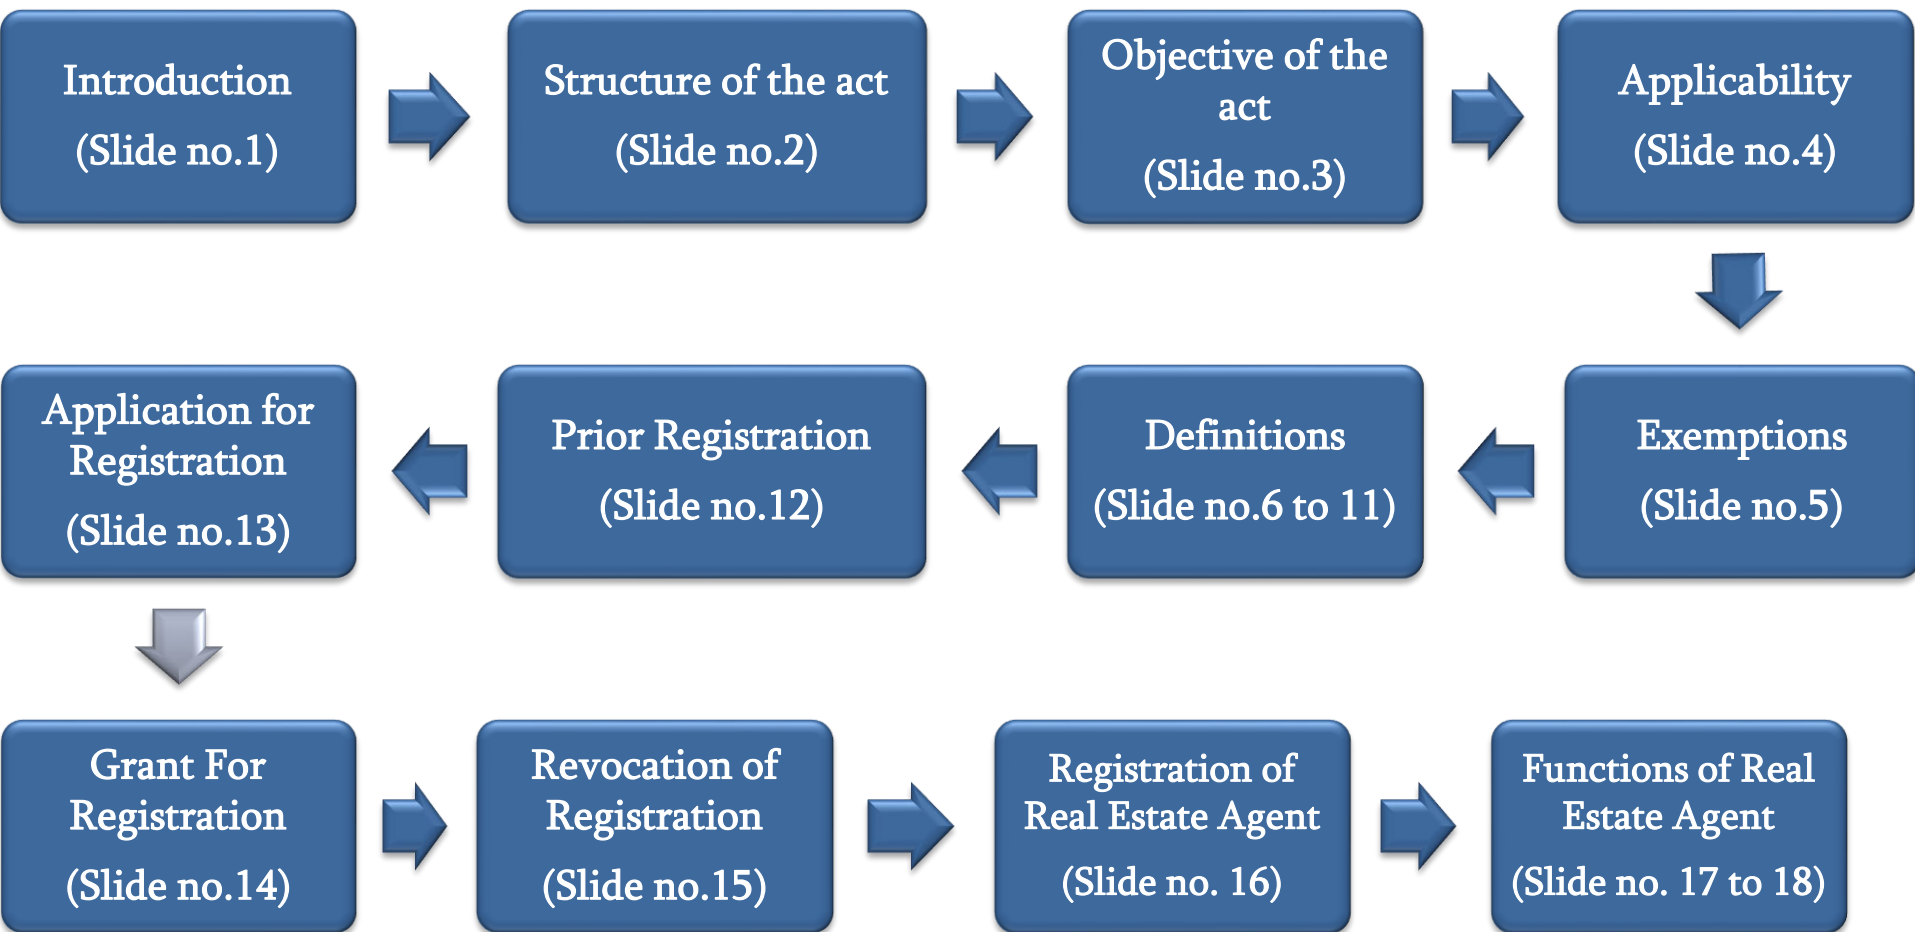 Introduction
(Slide no.1)
Structure of the act
(Slide no.2)
Objective of the
act
(Slide no.3)
Applicability
(Slide no.4)
Exemptions
(Slide no.5)
Definitions
(Slide no.6 to 11)
Prior Registration
(Slide no.12)
Application for
Registration
(Slide no.13)
Grant For
Registration
(Slide no.14)
Revocation of
Registration
(Slide no.15)
Registration of
Real Estate Agent
(Slide no. 16)
Functions of Real
Estate Agent
(Slide no. 17 to 18)